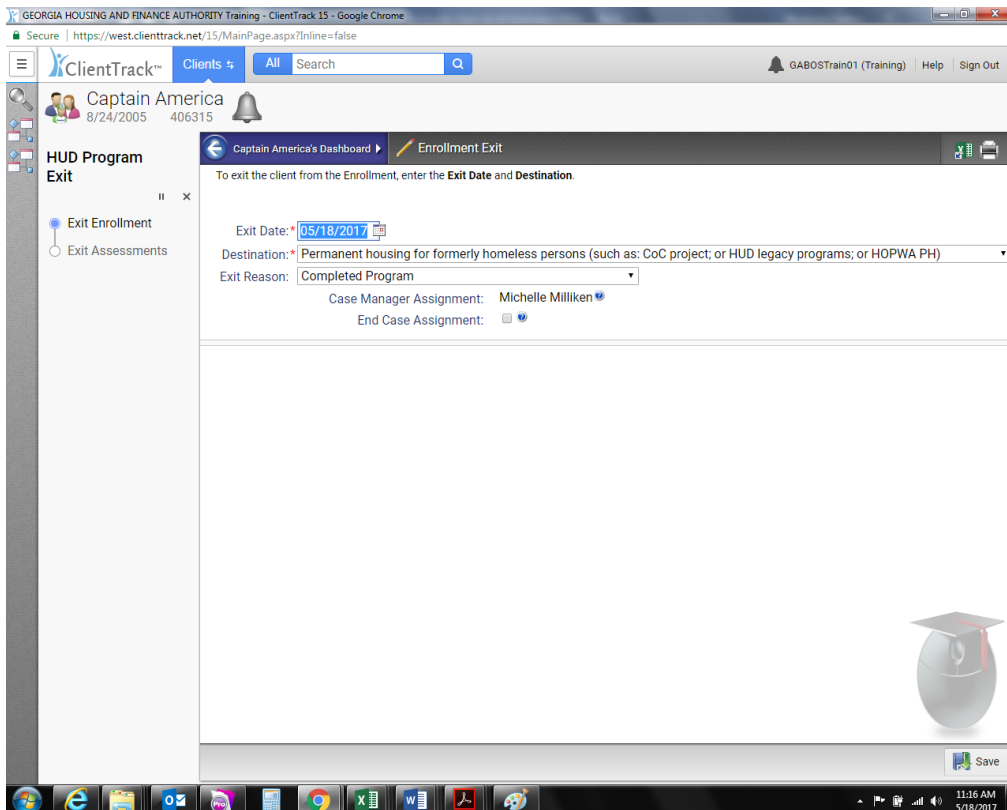 GEORGIA HOUSING AND FINANCE AUTHORITY Training - ClientTrack 15 - Google Chrome
Secure | https://west.clienttrack.net/15/MainPage.aspx?Inline=false
ClientTrack™ Clients All Search GABOSTrain01 (Training) Help Sign Out
Captain America
8/24/2005 406315
Captain America's Dashboard Enrollment Exit
HUD Program
Exit
To exit the client from the Enrollment, enter the Exit Date and Destination.
Exit Enrollment
Exit Assessments
Exit Date:* 05/18/2017
Destination:* Permanent housing for formerly homeless persons (such as: CoC project; or HUD legacy programs; or HOPWA PH)
Exit Reason: Completed Program
Case Manager Assignment: Michelle Milliken
End Case Assignment:
Save
11:16 AM
5/18/2017